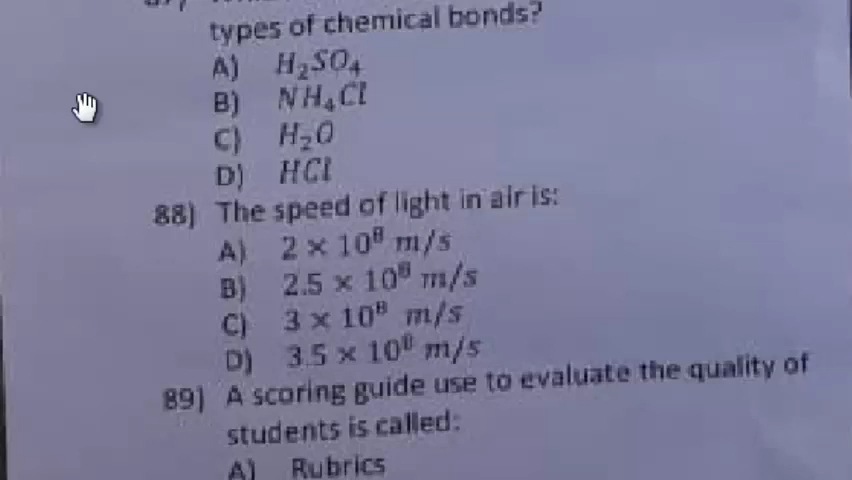 types of chemical bonds?
A) H₂SO₄
B) NH₄Cl
C) H₂O
D) HCl
88) The speed of light in air is:
A) 2 × 10⁸ m/s
B) 2.5 × 10⁸ m/s
C) 3 × 10⁸ m/s
D) 3.5 × 10⁸ m/s
89) A scoring guide use to evaluate the quality of
students is called:
A) Rubrics